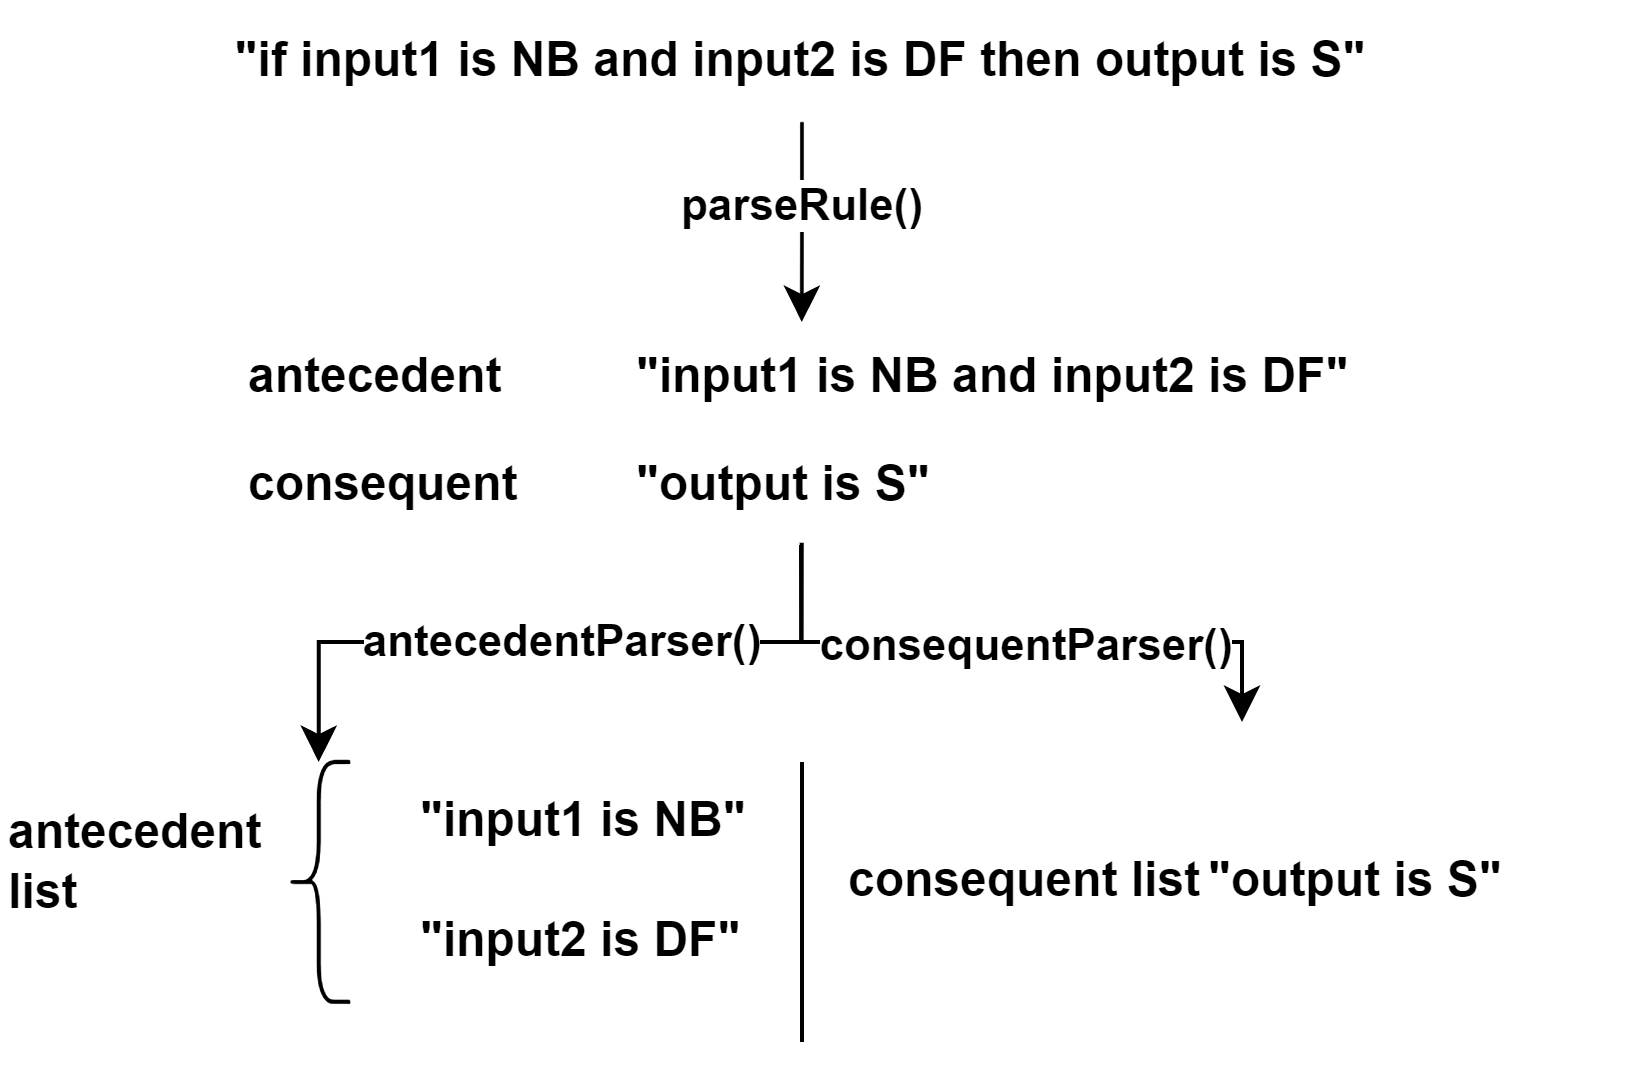 "if input1 is NB and input2 is DF then output is S"
parseRule()
antecedent "input1 is NB and input2 is DF"
consequent "output is S"
antecedentParser() consequentParser()
antecedent
list
"input1 is NB"
"input2 is DF"
consequent list "output is S"